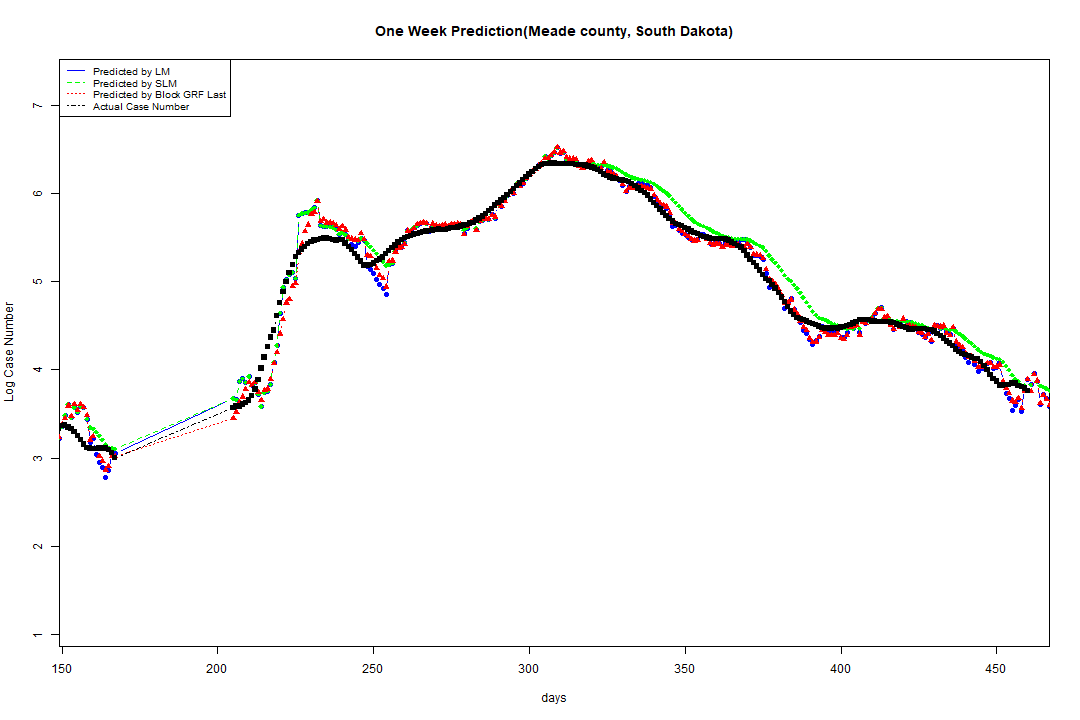 One Week Prediction(Meade county, South Dakota)
Predicted by LM
Predicted by SLM
Predicted by Block GRF Last
Actual Case Number
7
6
5
4
3
2
1
Log Case Number
150 200 250 300 350 400 450
days